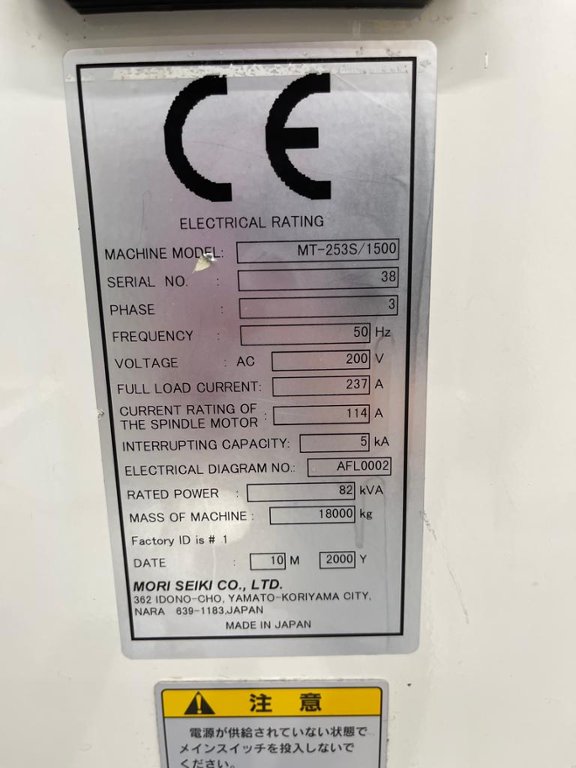 CE
ELECTRICAL RATING
MACHINE MODEL: MT-253S/1500
SERIAL NO. : 38
PHASE : 3
FREQUENCY : 50 Hz
VOLTAGE : AC 200 V
FULL LOAD CURRENT: 237 A
CURRENT RATING OF
THE SPINDLE MOTOR : 114 A
INTERRUPTING CAPACITY: 5 kA
ELECTRICAL DIAGRAM NO.: AFL0002
RATED POWER : 82 kVA
MASS OF MACHINE : 18000 kg
Factory ID is # 1
DATE : 10 M 2000 Y
MORI SEIKI CO., LTD.
362 IDONO-CHO, YAMATO-KORIYAMA CITY,
NARA 639-1183,JAPAN
MADE IN JAPAN
注 意
電源が供給されていない状態で
メインスイッチを投入しないで
ください。